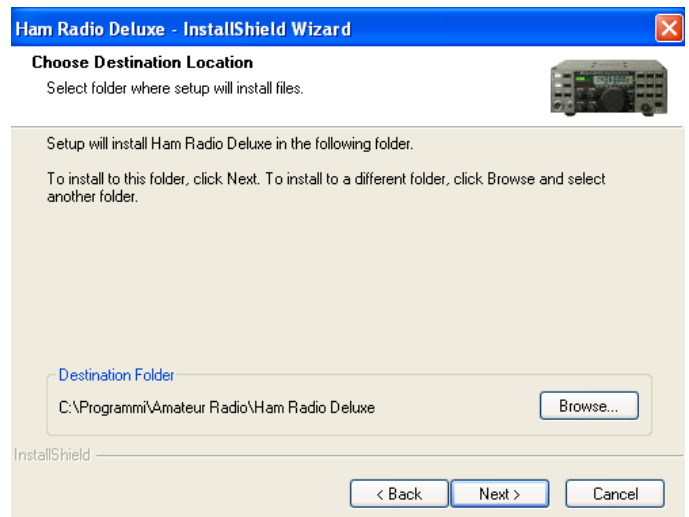 Ham Radio Deluxe - InstallShield Wizard
Choose Destination Location
Select folder where setup will install files.
Setup will install Ham Radio Deluxe in the following folder.
To install to this folder, click Next. To install to a different folder, click Browse and select
another folder.
Destination Folder
C:\Programmi\Amateur Radio\Ham Radio Deluxe
Browse...
InstallShield
< Back
Next >
Cancel